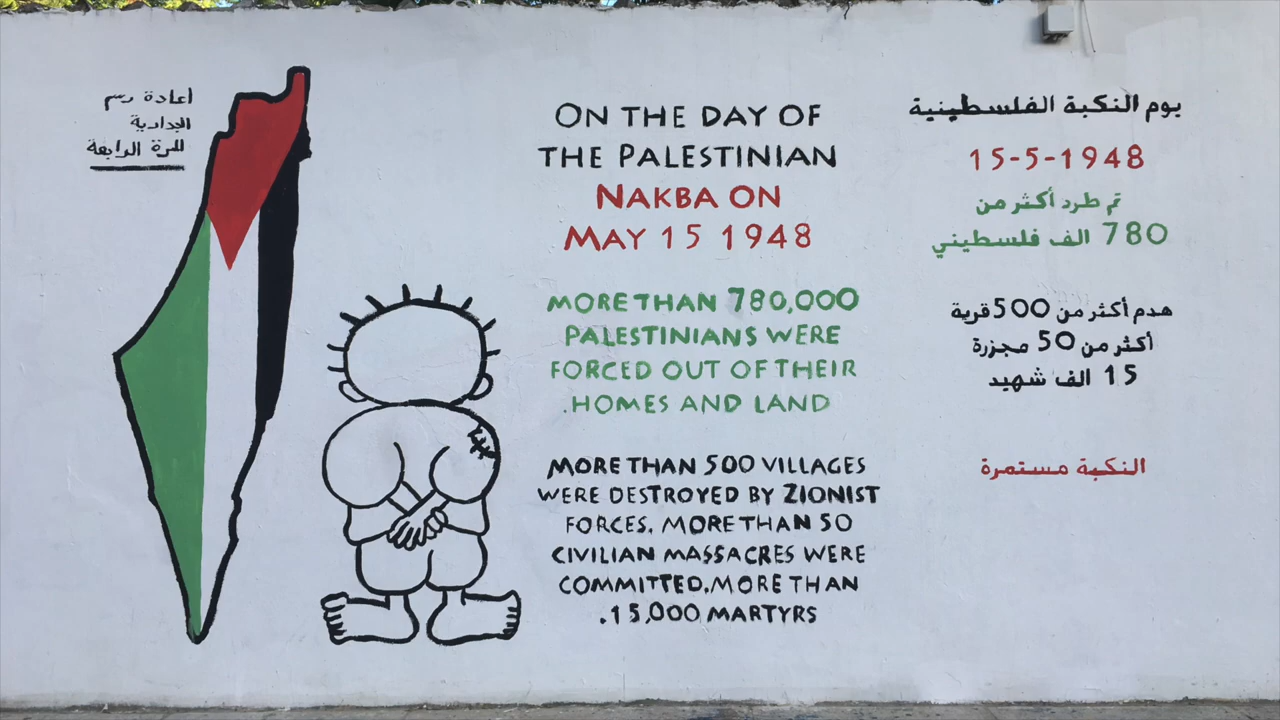 أعادة رسم
الجدارية
للمرة الرابعة
ON THE DAY OF
THE PALESTINIAN
NAKBA ON
MAY 15 1948
MORE THAN 780,000
PALESTINIANS WERE
FORCED OUT OF THEIR
.HOMES AND LAND
MORE THAN 500 VILLAGES
WERE DESTROYED BY ZIONIST
FORCES. MORE THAN 50
CIVILIAN MASSACRES WERE
COMMITTED.MORE THAN
.15,000 MARTYRS
يوم النكبة الفلسطينية
15-5-1948
تم طرد أكثر من
780 الف فلسطيني
هدم أكثر من 500 قرية
أكثر من 50 مجزرة
15 الف شهيد
النكبة مستمرة